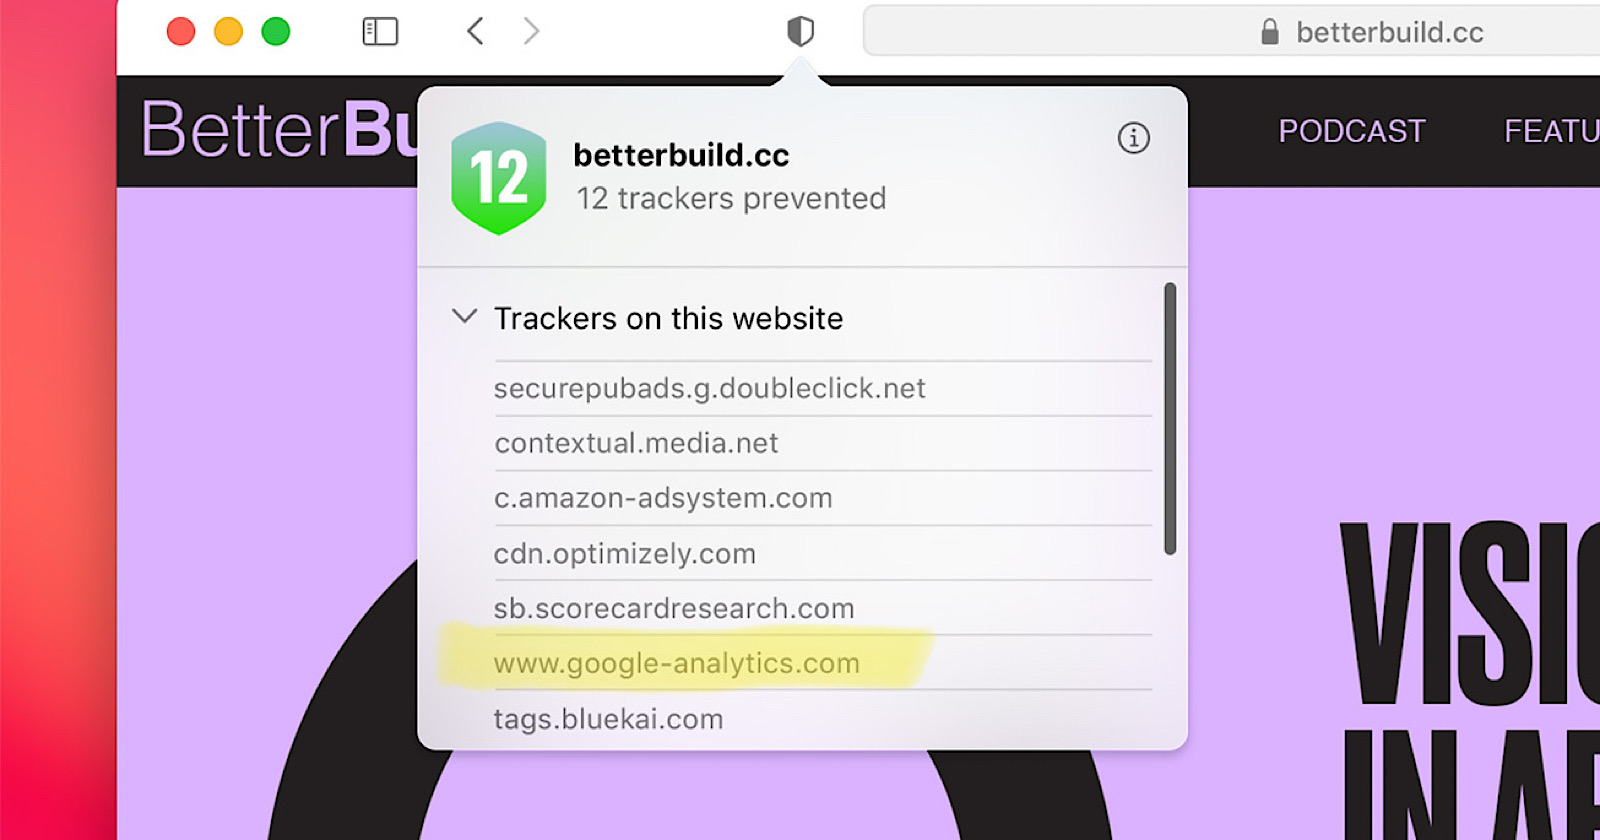 betterbuild.cc
BetterBu
PODCAST
FEATU
12
betterbuild.cc
12 trackers prevented
Trackers on this website
securepubads.g.doubleclick.net
contextual.media.net
c.amazon-adsystem.com
cdn.optimizely.com
sb.scorecardresearch.com
www.google-analytics.com
tags.bluekai.com
VISIO
IN AR